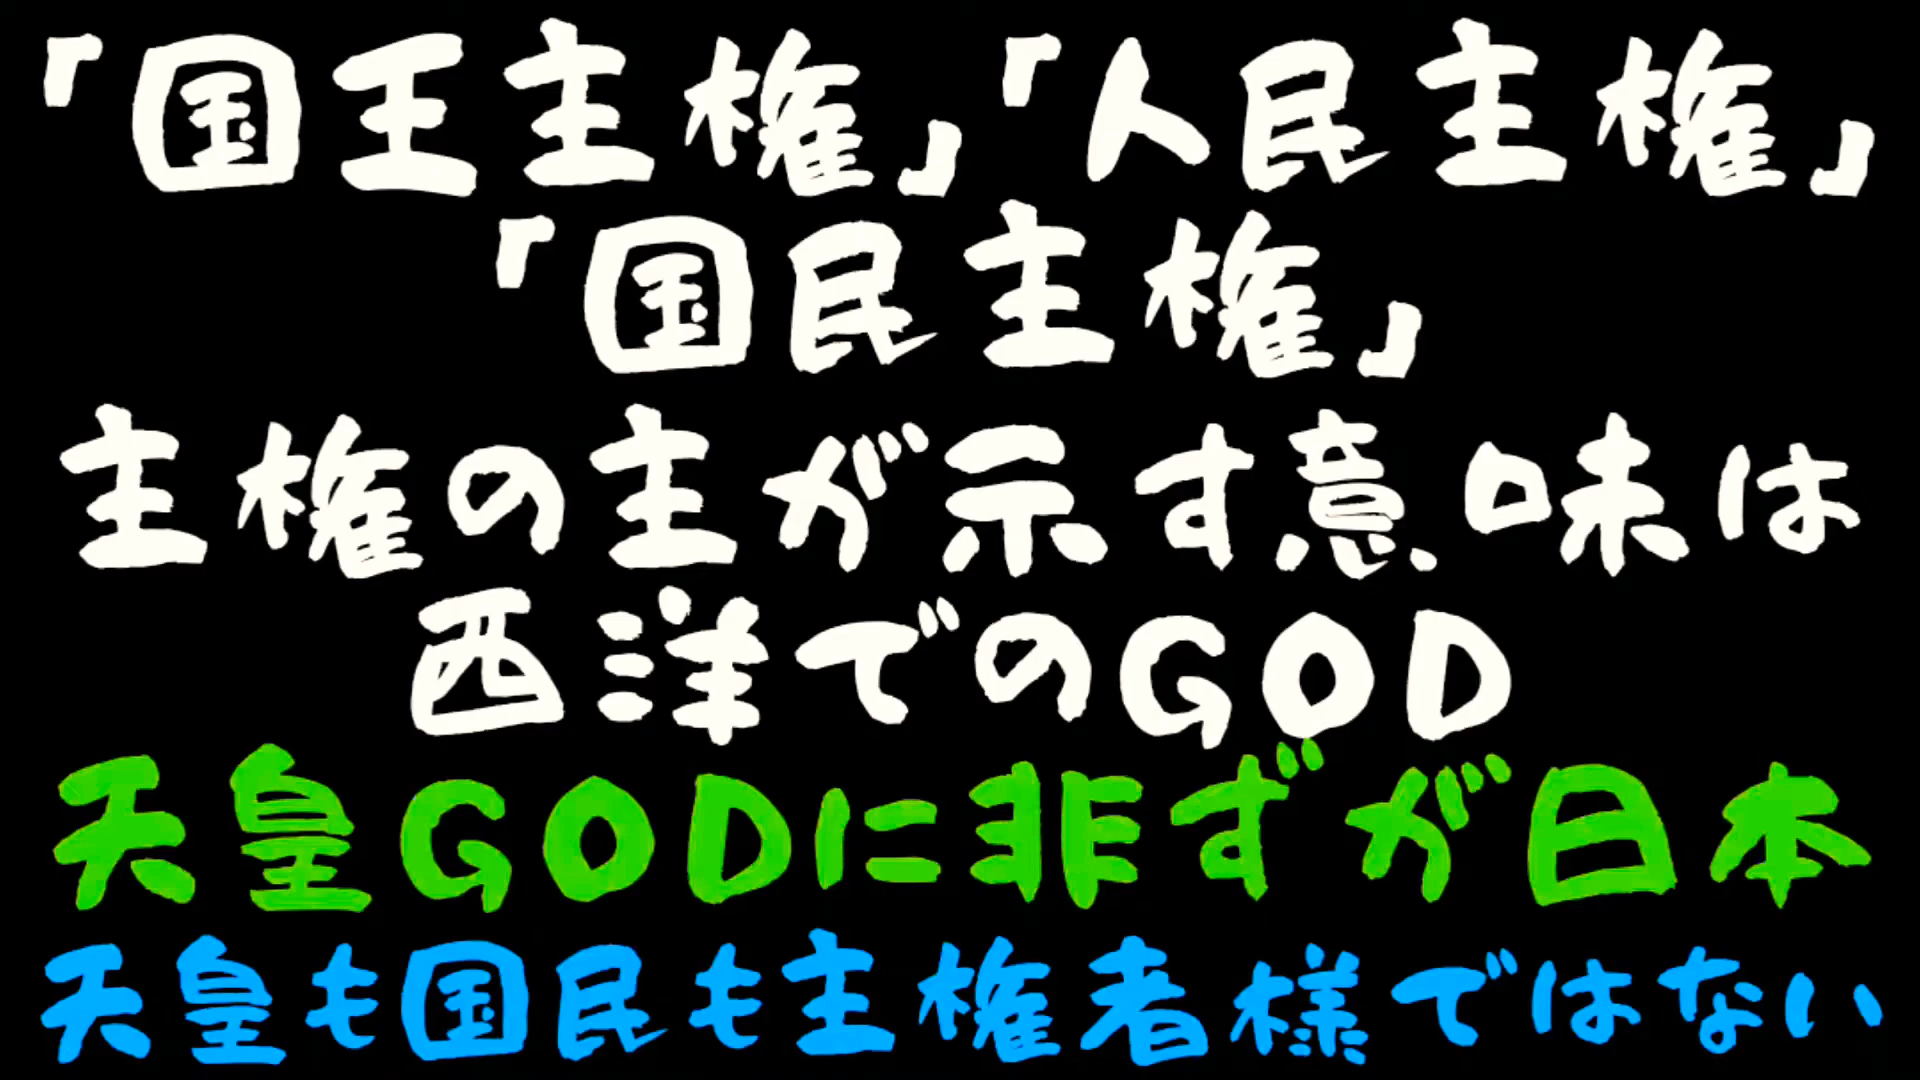 「国王主権」「人民主権」
「国民主権」
主権の主が示す意味は
西洋でのGOD
天皇GODに非ずが日本
天皇も国民も主権者様ではない